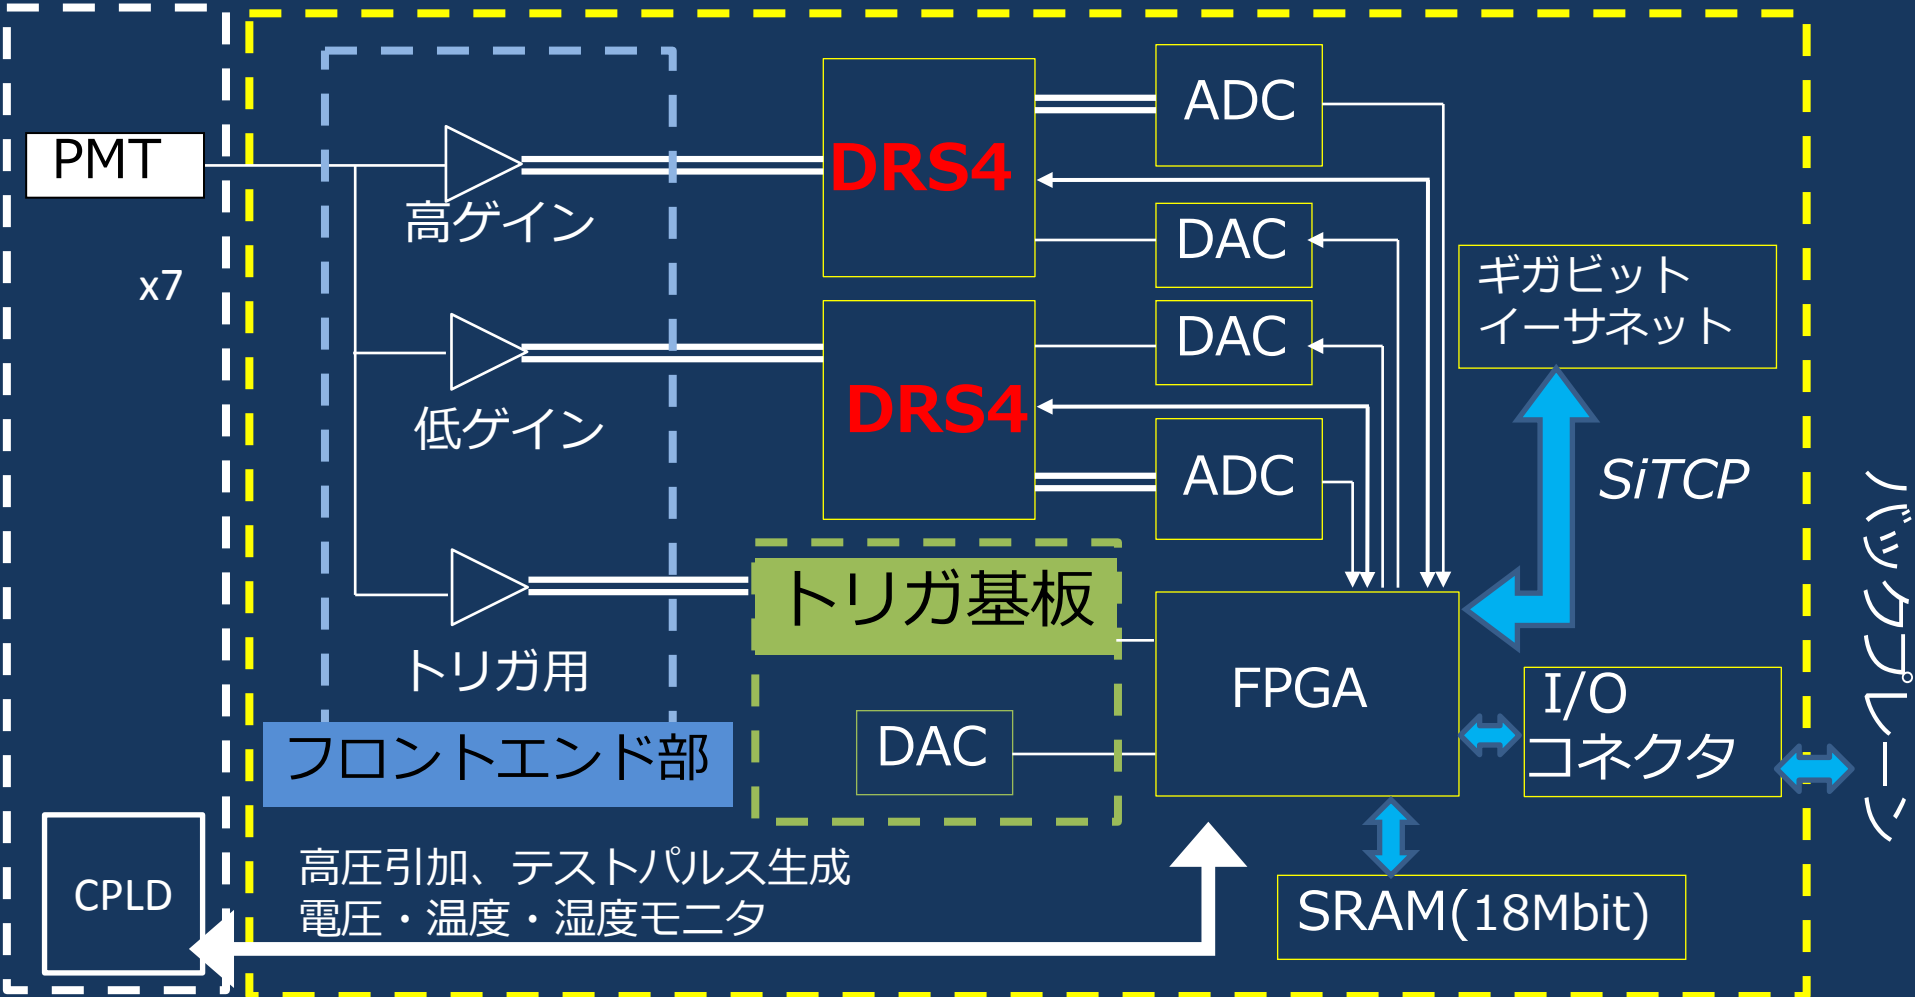 PMT
x7
高ゲイン
低ゲイン
トリガ用
フロントエンド部
DRS4
DRS4
ADC
DAC
DAC
ADC
トリガ基板
DAC
FPGA
ギガビット
イーサネット
SiTCP
I/O
コネクタ
バックプレーン
SRAM(18Mbit)
CPLD
高圧引加、テストパルス生成
電圧・温度・湿度モニタ